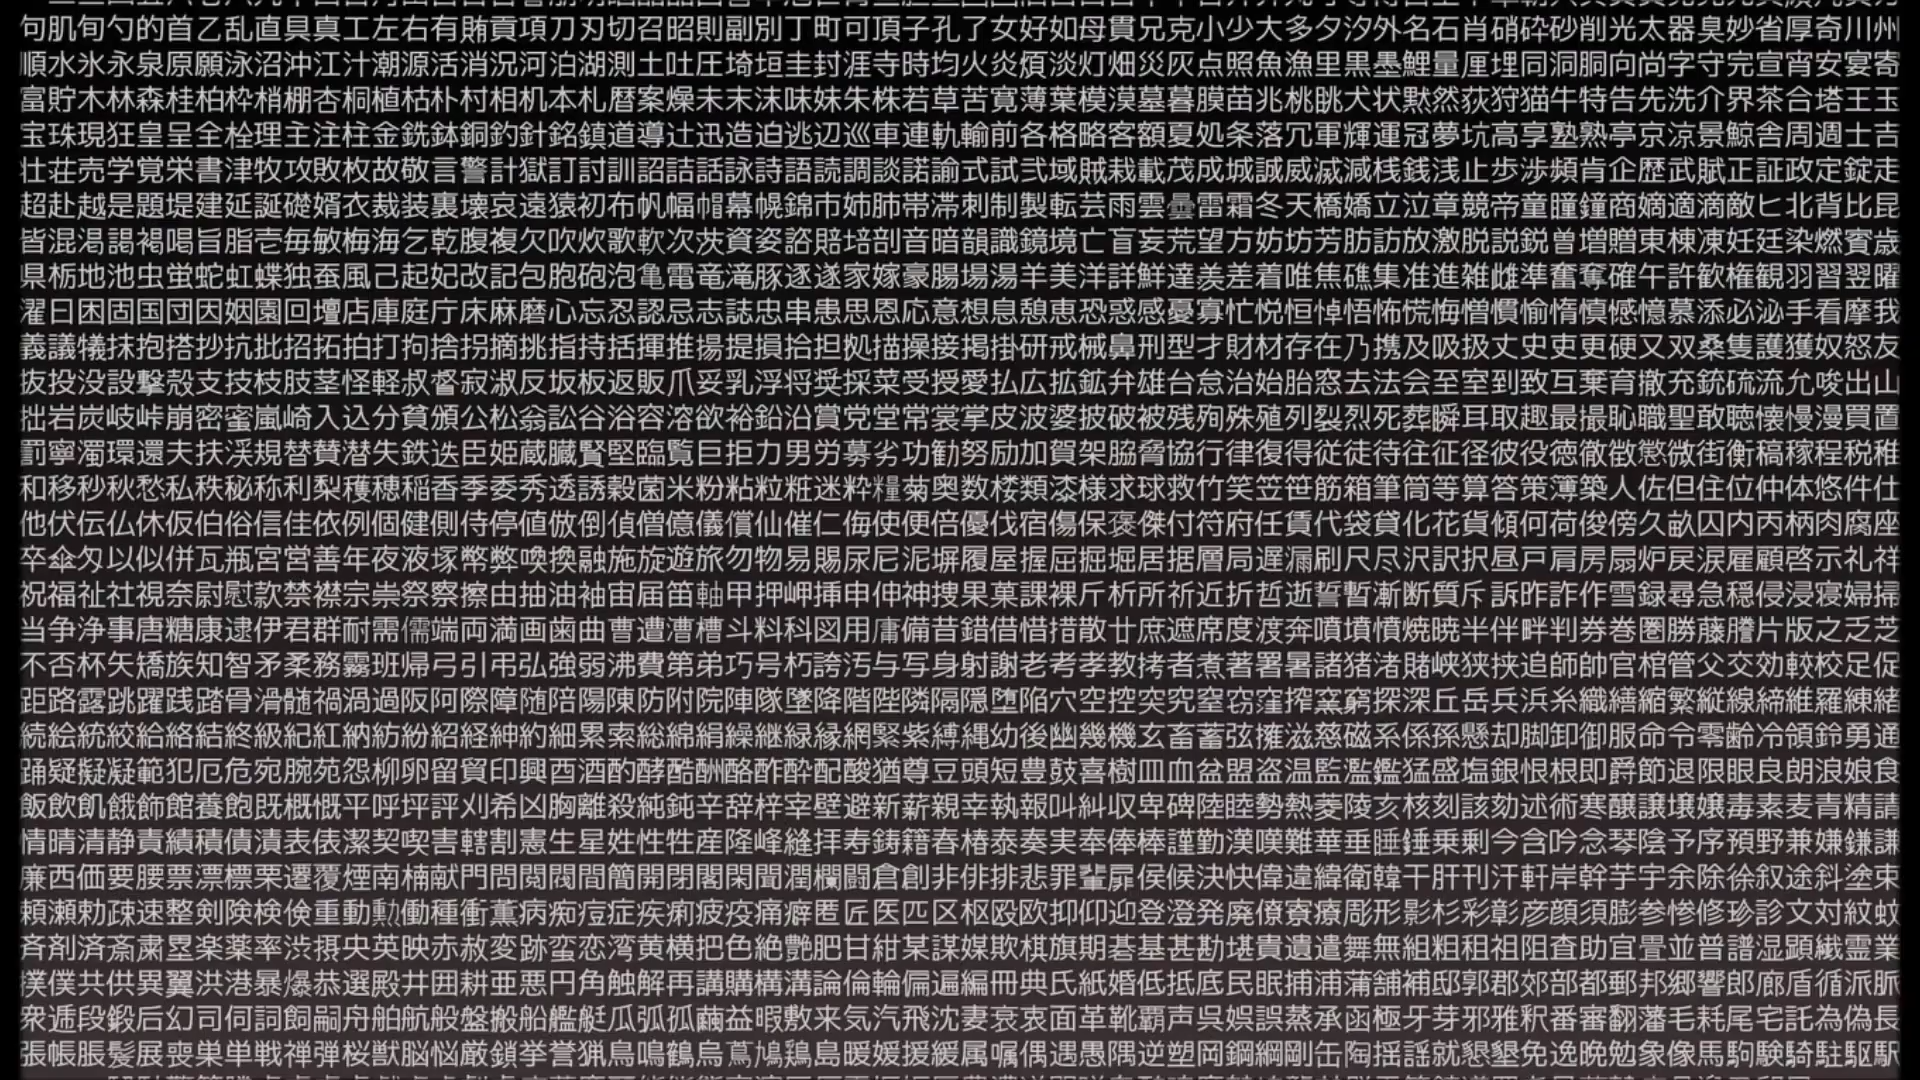 句肌旬勺的首乙乱直具真工左右有賄貢項刀刃切召昭則副別丁町可頂子孔了女好如母貫兄克小少大多夕汐外名石肖硝砕砂削光太器臭妙省厚奇川州
順水氷永泉原願泳沼沖江汁潮源活消況河泊湖測土吐圧埼垣圭封涯寺時均火炎煩淡灯畑災灰点照魚漁里黒墨鯉量厘埋同洞胴向尚字守完宣宵安宴寄
富貯木林森桂柏枠梢棚杏桐植枯朴村相机本札暦案燥未末沫味妹朱株若草苦寛薄葉模漠墓暮膜苗兆桃眺犬状黙然荻狩猫牛特告先洗介界茶合塔王玉
宝珠現狂皇呈全栓理主注柱金銑鉢銅釣針銘鎮道導辻迅造迫逃辺巡車連軌輸前各格略客額夏処条落冗軍輝運冠夢坑高享塾熟亭京涼景鯨舎周週士吉
壮荘売学覚栄書津牧攻敗枚故敬言警計獄訂討訓詔詰話詠詩語読調談諾諭式試弐域賊栽載茂成城誠威滅減桟銭浅止歩渉頻肯企歴武賦正証政定錠走
超赴越是題堤建延誕礎婿衣裁装裏壊哀遠猿初布帆幅帽幕幌錦市姉肺帯滞刺制製転芸雨雲曇雷霜冬天橋嬌立泣章競帝童瞳鐘商嫡適滴敵匕北背比昆
皆混渇謁褐喝旨脂壱毎敏梅海乞乾腹複欠吹炊歌軟次茨資姿諮賠培剖音暗韻識鏡境亡盲妄荒望方妨坊芳肪訪放激脱説鋭曽増贈東棟凍妊廷染燃賓歳
県栃地池虫蛍蛇虹蝶独蚕風己起妃改記包胞砲泡亀電竜滝豚逐遂家嫁豪腸場湯羊美洋詳鮮達羨差着唯焦礁集准進雑雌準奮奪確午許歓権観羽習翌曜
濯曰困固国団因姻園回壇店庫庭庁床麻磨心忘忍認忌志誌忠串患思恩応意想息憩恵恐惑感憂寡忙悦恒悼悟怖慌悔憎慣愉惰慎憾憶慕添必泌手看摩我
義議犠抹抱搭抄抗批招拓拍打拘捨拐摘挑指持括揮推揚提損拾担拠描操接掲掛研戒械鼻刑型才財材存在乃携及吸扱丈史吏更硬又双桑隻護獲奴怒友
抜投没設撃殻支技枝肢茎怪軽叔督寂淑反坂板返販爪妥乳浮将奨採菜受授愛払広拡鉱弁雄台怠治始胎窓去法会至室到致互棄育撤充銃硫流允唆出山
拙岩炭岐峠崩密蜜嵐崎入込分貧頒公松翁訟谷浴容溶欲裕鉛沿賞党堂常裳掌皮波婆披破被残殉殊殖列裂烈死葬瞬耳取趣最撮恥職聖敢聴懐慢漫買置
罰寧濁環還夫扶渓規替賛潜失鉄迭臣姫蔵臓賢堅臨覧巨拒力男労募劣功勧努励加賀架脇脅協行律復得従徒待往征径彼役徳徹徴懲微街衡稿稼程税稚
和移秒秋愁私秩秘称利梨穫穂稲香季委秀透誘穀菌米粉粘粒粧迷粋糧菊奥数楼類漆様求球救竹笑笠笹筋箱筆筒等算答策簿築人佐但住位仲体悠件仕
他伏伝仏休仮伯俗信佳依例個健側侍停値倣倒偵僧億儀償仙催仁侮使便倍優伐宿傷保褒傑付符府任賃代袋貸化花貨傾何荷俊傍久畝囚内丙柄肉腐座
卒傘匁以似併瓦瓶宮営善年夜液塚幣弊喚換融施旋遊旅勿物易賜尿尼泥塀履屋握屈掘堀居据層局遅漏刷尺尽沢訳択昼戸肩房扇炉戻涙雇顧啓示礼祥
祝福祉社視奈尉慰款禁襟宗崇祭察擦由抽油袖宙届笛軸甲押岬挿申伸神捜果菓課裸斤析所祈近折哲逝誓暫漸断質斥訴昨詐作雪録尋急穏侵浸寝婦掃
当争浄事唐糖康逮伊君群耐需儒端両満画歯曲曹遭漕槽斗料科図用庸備昔錯借惜措散廿庶遮席度渡奔噴墳憤焼暁半伴畔判券巻圏勝藤謄片版之乏芝
不否杯矢矯族知智矛柔務霧班帰弓引弔弘強弱沸費第弟巧号朽誇汚与写身射謝老考孝教拷者煮著署暑諸猪渚賭峡狭挟追師帥官棺管父交効較校足促
距路露跳躍践踏骨滑髄禍渦過阪阿際障随陪陽陳防附院陣隊墜降階陛隣隔隠堕陥穴空控突究窒窃窪搾窯窮探深丘岳兵浜糸織繕縮繁縦線締維羅練緒
続絵統絞給絡結終級紀紅納紡紛紹経紳約細累索総綿絹繰継緑縁網緊紫縛縄幼後幽幾機玄畜蓄弦擁滋慈磁系係孫懸却脚卸御服命令零齢冷領鈴勇通
踊疑擬凝範犯厄危宛腕苑怨柳卵留貿印興酉酒酌酵酷酬酪酢酔配酸猶尊豆頭短豊鼓喜樹皿血盆盟盗温監濫鑑猛盛塩銀恨根即爵節退限眼良朗浪娘食
飯飲飢餓飾館養飽既概慨平呼坪評刈希凶胸離殺純鈍辛辞梓宰壁避新薪親幸執報叫糾収卑碑陸睦勢熱菱陵亥核刻該劾述術寒醸譲壌嬢毒素麦青精請
情晴清静責績積債漬表俵潔契喫害轄割憲生星姓性牲産隆峰縫拝寿鋳籍春椿泰奏実奉俸棒謹勤漢嘆難華垂睡錘乗剰今含吟念琴陰予序預野兼嫌鎌謙
廉西価要腰票漂標栗遷覆煙南楠献門問閲閥間簡開閉閣閑聞潤欄闘倉創非俳排悲罪輩扉侯候決快偉違緯衛韓干肝刊汗軒岸幹芋宇余除徐叙途斜塗束
頼瀬勅疎速整剣険検倹重動勲働種衝薫病痴痘症疾痢疲疫痛癖匿匠医匹区枢殴欧抑仰迎登澄発廃僚寮療彫形影杉彩彰彦顔須膨参惨修珍診文対紋蚊
斉剤済斎粛塁楽薬率渋摂央英映赤赦変跡蛮恋湾黄横把色絶艶肥甘紺某謀媒欺棋旗期碁基甚勘堪貴遺遣舞無組粗租祖阻査助宜畳並普譜湿顕繊霊業
撲僕共供異翼洪港暴爆恭選殿井囲耕亜悪円角触解再講購構溝論倫輪偏遍編冊典氏紙婚低抵底民眠捕浦蒲舗補邸郭郡郊部都郵邦郷響郎廊盾循派脈
衆逓段鍛后幻司伺詞飼嗣舟舶航般盤搬船艦艇瓜弧孤繭益暇敷来気汽飛沈妻衰衷面革靴覇声呉娯誤蒸承函極牙芽邪雅釈番審翻藩毛耗尾宅託為偽長
張帳脹髪展喪巣単戦禅弾桜獣脳悩厳鎖挙誉猟鳥鳴鶴烏蔦鳩鶏島暖媛援緩属嘱偶遇愚隅逆塑岡鋼綱剛缶陶揺謡就懇墾免逸晩勉象像馬駒験騎駐駆駅